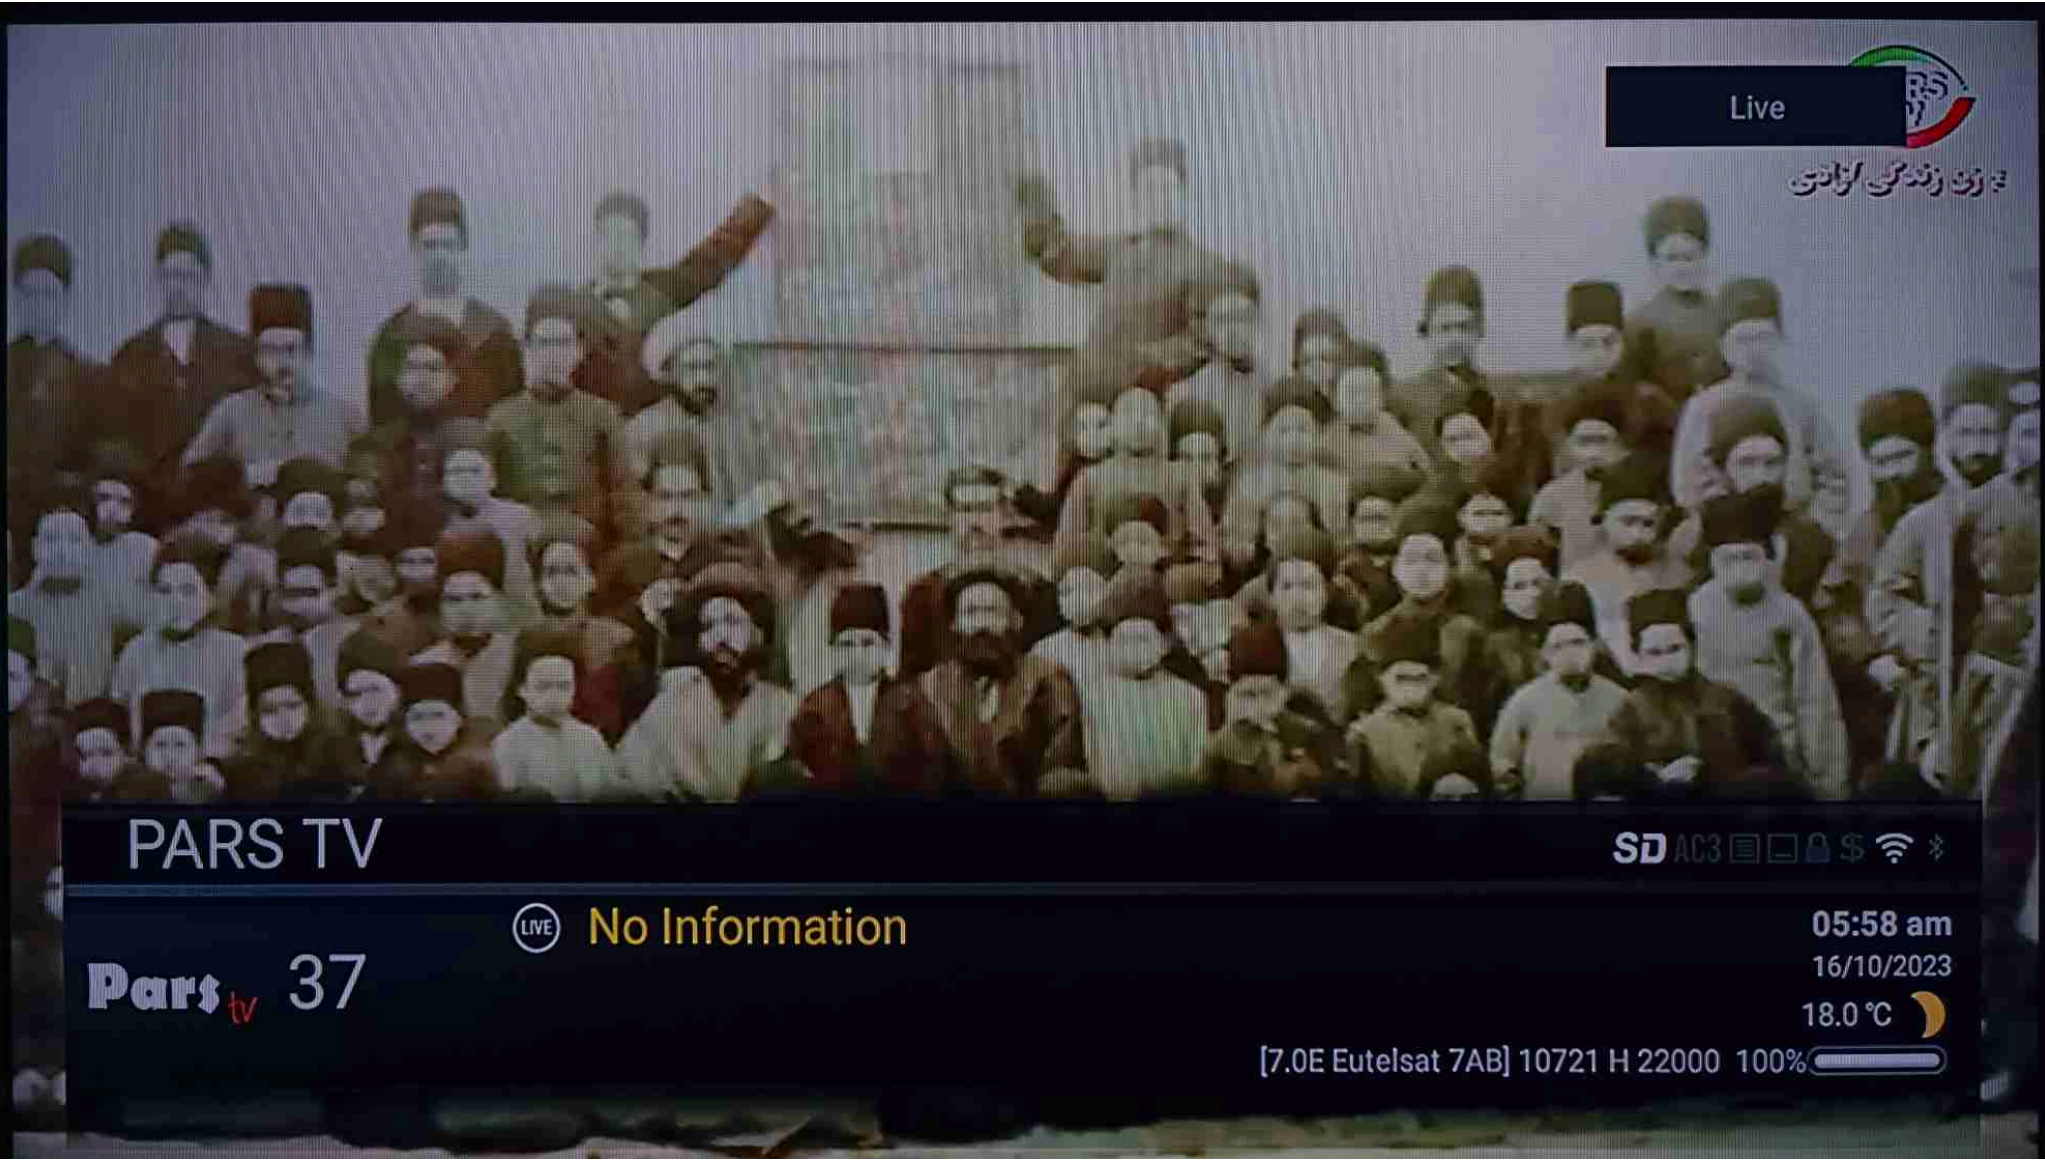 Live
RS
زن زندگی آزادی
PARS TV
SD AC3 $
LIVE No Information
05:58 am
Pars tv 37
16/10/2023
18.0 °C
[7.0E Eutelsat 7AB] 10721 H 22000 100%